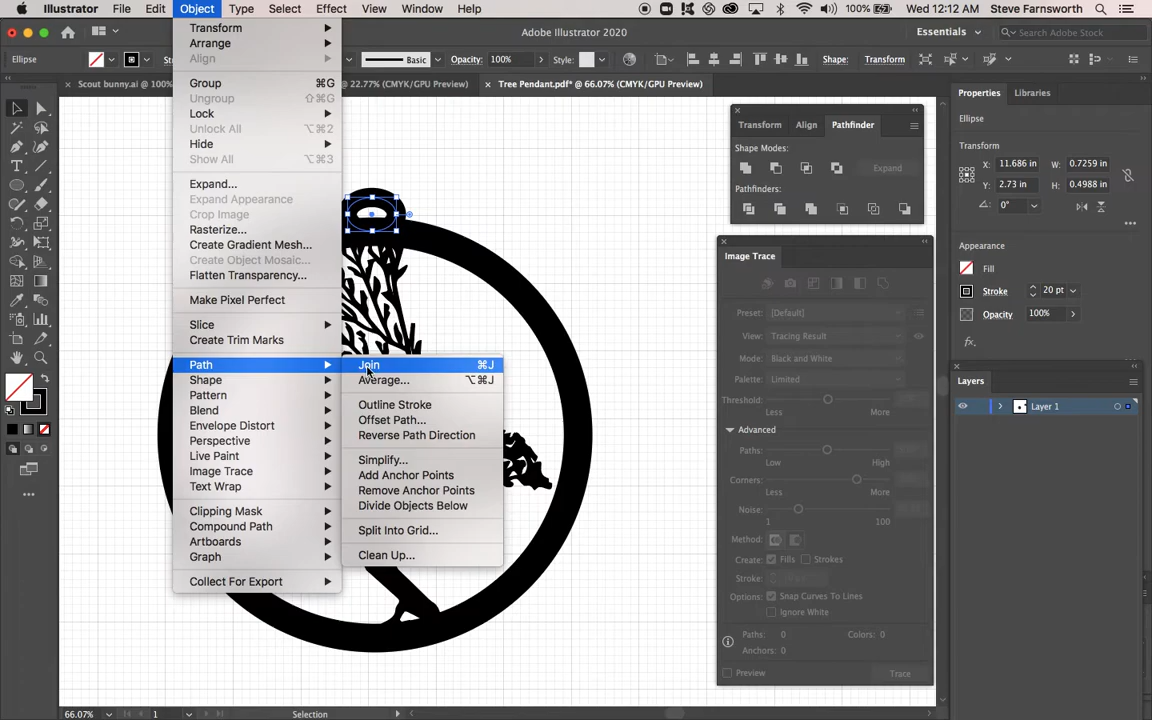 Illustrator File Edit Object Type Select Effect View Window Help 100% Wed 12:12 AM Steve Farnsworth
Adobe Illustrator 2020 Essentials Search Adobe Stock
Ellipse Basic Opacity: 100% Style: Shape: Transform
Scout bunny.ai @ 100% 22.77% (CMYK/GPU Preview) Tree Pendant.pdf* @ 66.07% (CMYK/GPU Preview)
Transform
Arrange
Align
Group ⌘G
Ungroup ⇧⌘G
Lock
Unlock All ⌥⌘2
Hide
Show All ⌥⌘3
Expand...
Expand Appearance
Crop Image
Rasterize...
Create Gradient Mesh...
Create Object Mosaic...
Flatten Transparency...
Make Pixel Perfect
Slice
Create Trim Marks
Path
Shape
Pattern
Blend
Envelope Distort
Perspective
Live Paint
Image Trace
Text Wrap
Clipping Mask
Compound Path
Artboards
Graph
Collect For Export
Join ⌘J
Average... ⌥⌘J
Outline Stroke
Offset Path...
Reverse Path Direction
Simplify...
Add Anchor Points
Remove Anchor Points
Divide Objects Below
Split Into Grid...
Clean Up...
Transform Align Pathfinder
Shape Modes:
Expand
Pathfinders:
Image Trace
Preset: [Default]
View: Tracing Result
Mode: Black and White
Palette: Limited
Threshold:
Less More
Advanced
Paths:
Low High
Corners:
Less More
Noise:
1 100
Method:
Create: Fills Strokes
Stroke:
Options: Snap Curves To Lines
Ignore White
Paths: 0 Colors: 0
Anchors: 0
Preview Trace
Properties Libraries
Ellipse
Transform
X: 11.686 in W: 0.7259 in
Y: 2.73 in H: 0.4988 in
0°
Appearance
Fill
Stroke 20 pt
Opacity 100%
fx.
Layers
Layer 1
66.07% 1 Selection